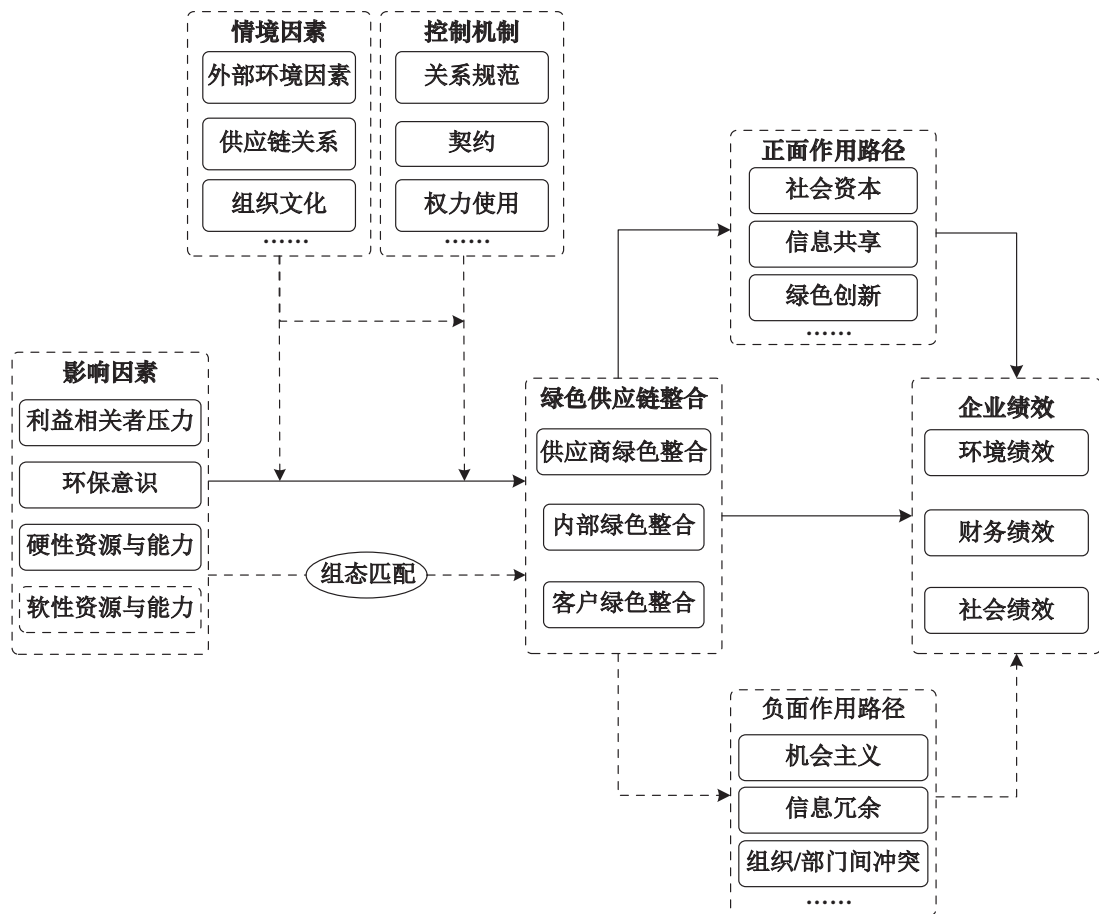 情境因素
外部环境因素
供应链关系
组织文化
······
控制机制
关系规范
契约
权力使用
······
影响因素
利益相关者压力
环保意识
硬性资源与能力
软性资源与能力
组态匹配
绿色供应链整合
供应商绿色整合
内部绿色整合
客户绿色整合
正面作用路径
社会资本
信息共享
绿色创新
······
负面作用路径
机会主义
信息冗余
组织/部门间冲突
······
企业绩效
环境绩效
财务绩效
社会绩效